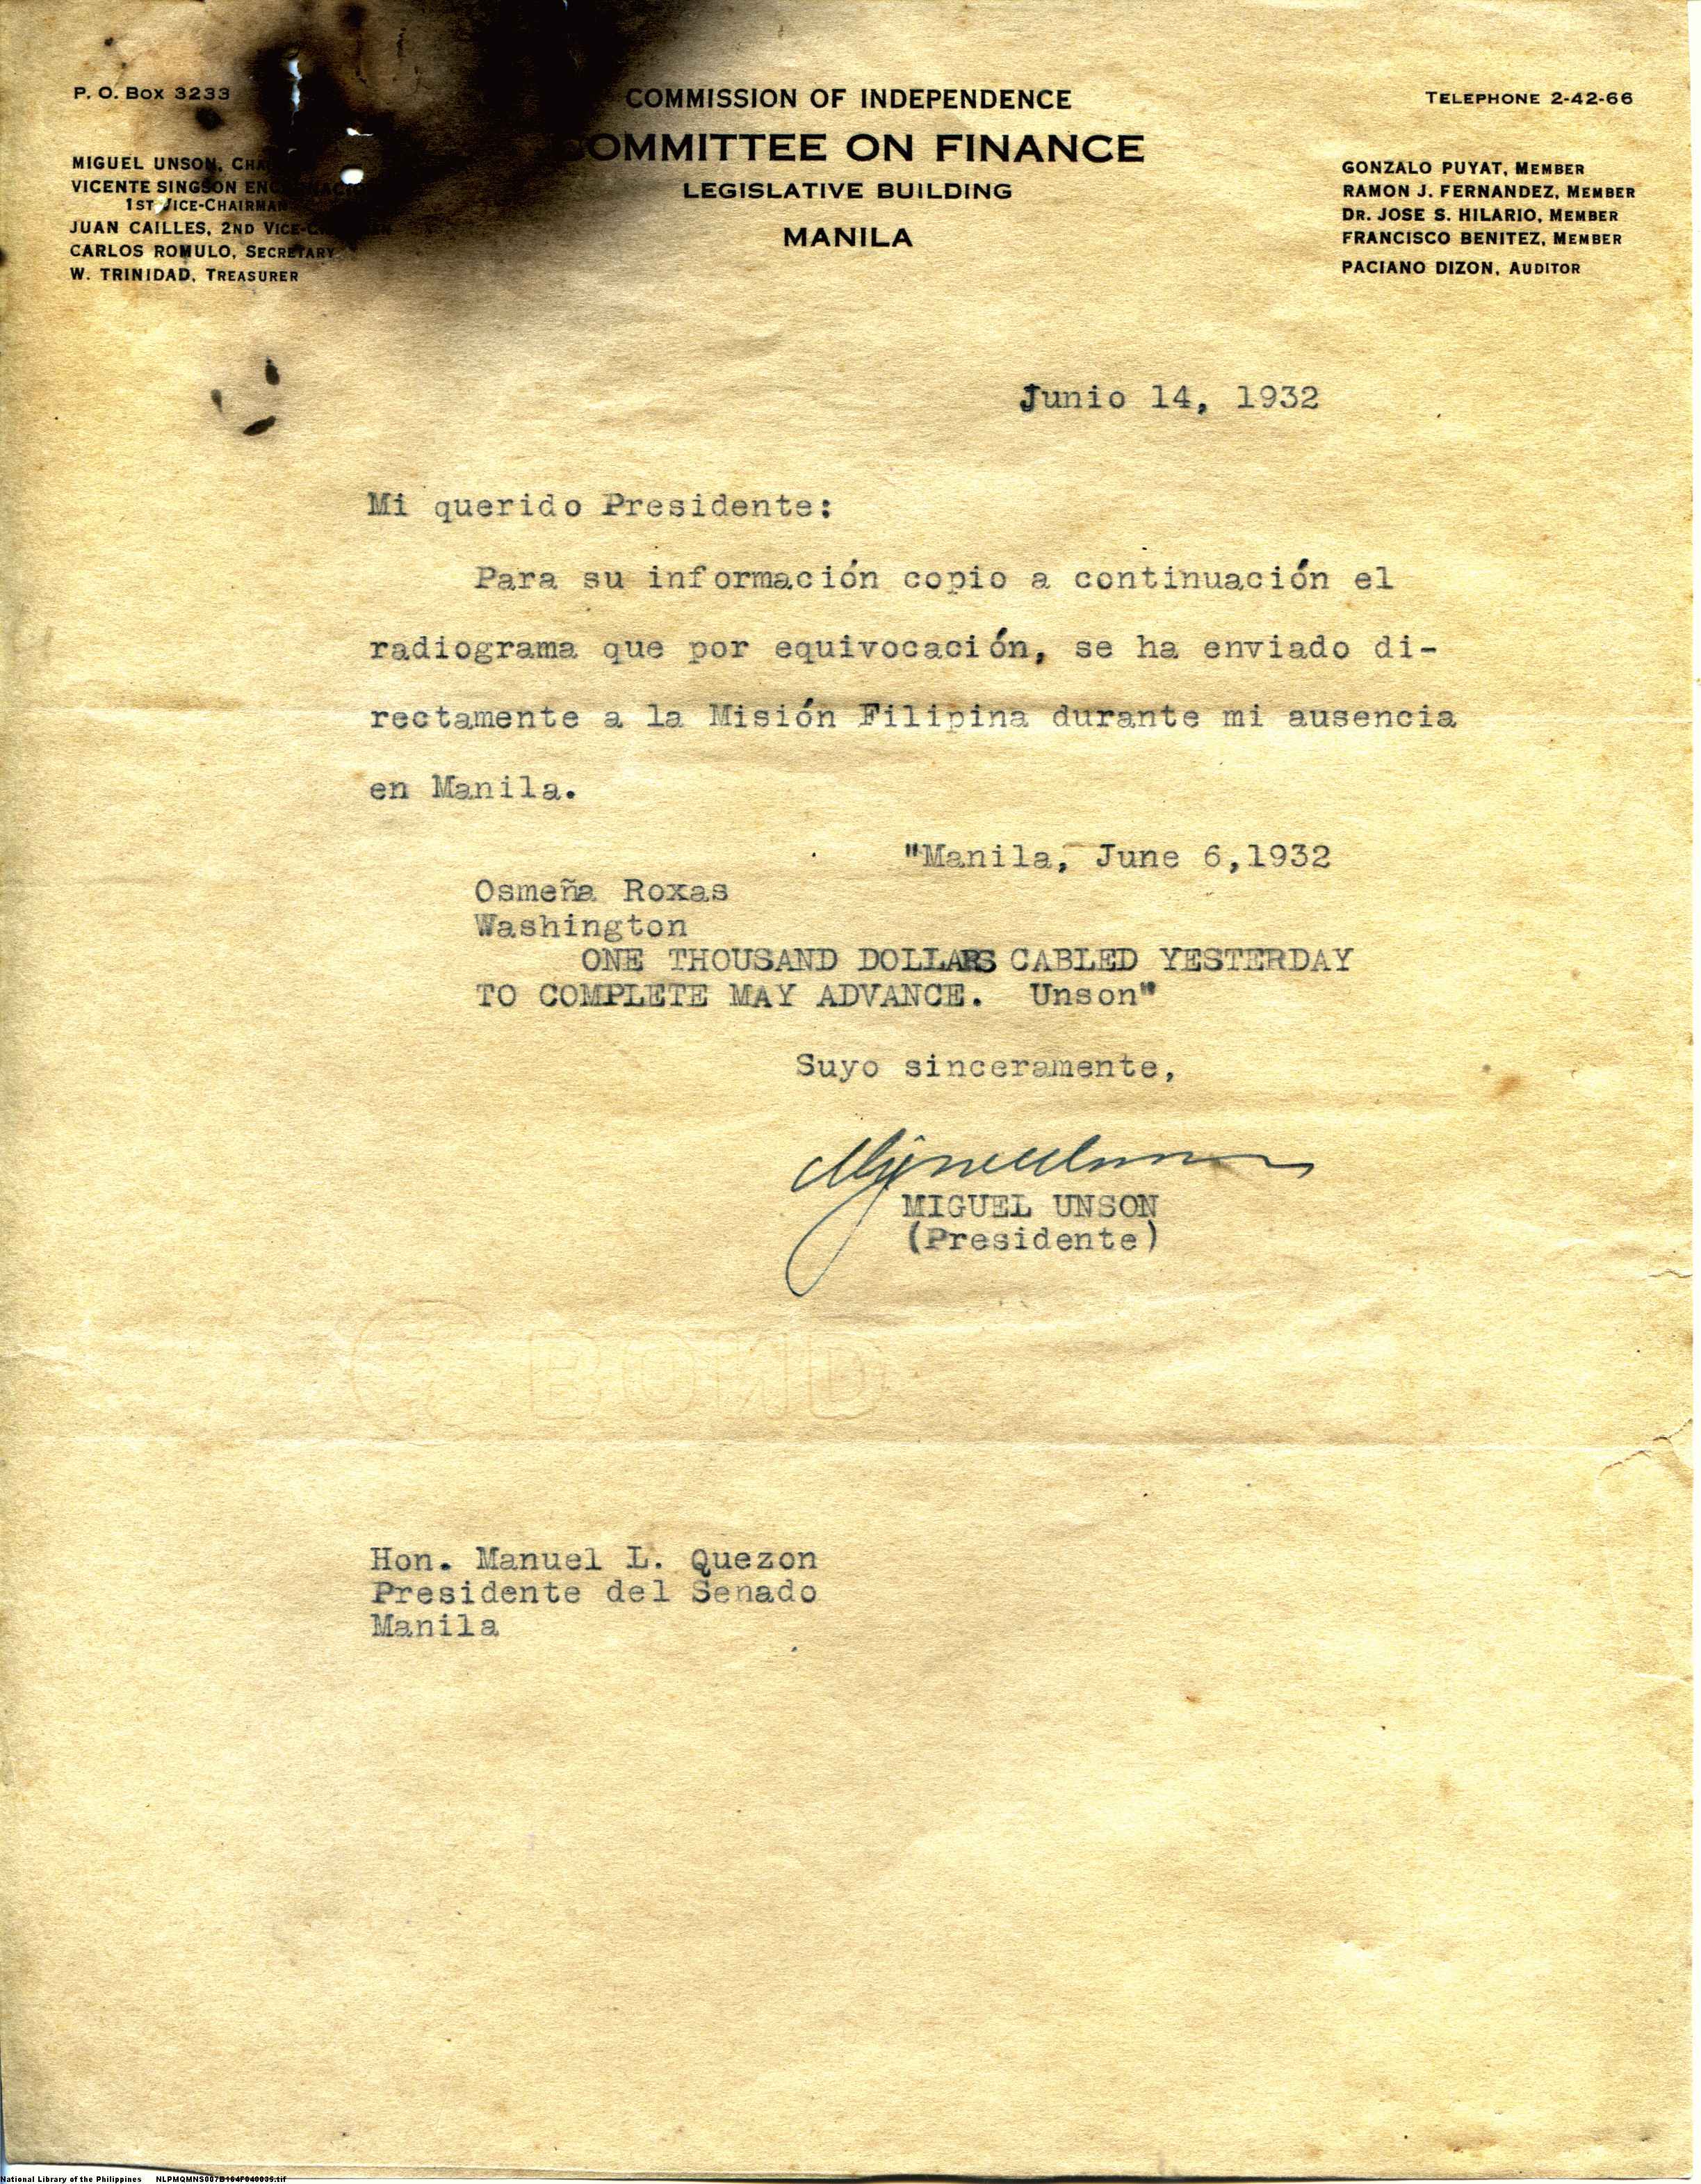 P. O. Box 3233
COMMISSION OF INDEPENDENCE
TELEPHONE 2-42-66
COMMITTEE ON FINANCE
LEGISLATIVE BUILDING
MANILA
MIGUEL UNSON,
VICENTE SINGSON
1ST VICE-CHAIRMAN
JUAN CAILLES, 2ND
CARLOS ROMULO, SECRETARY
W. TRINIDAD, TREASURER
GONZALO PUYAT, MEMBER
RAMON J. FERNANDEZ, MEMBER
DR. JOSE S. HILARIO, MEMBER
FRANCISCO BENITEZ, MEMBER
PACIANO DIZON, AUDITOR
Junio 14, 1932
Mi querido Presidente:
Para su información copio a continuación el
radiograma que por equivocación, se ha enviado di-
rectamente a la Misión Filipina durante mi ausencia
en Manila.
"Manila, June 6,1932
Osmeña Roxas
Washington
ONE THOUSAND DOLLARS CABLED YESTERDAY
TO COMPLETE MAY ADVANCE. Unson"
Suyo sinceramente,
MIGUEL UNSON
(Presidente)
BOND
Hon. Manuel L. Quezon
Presidente del Senado
Manila
National Library of the Philippines